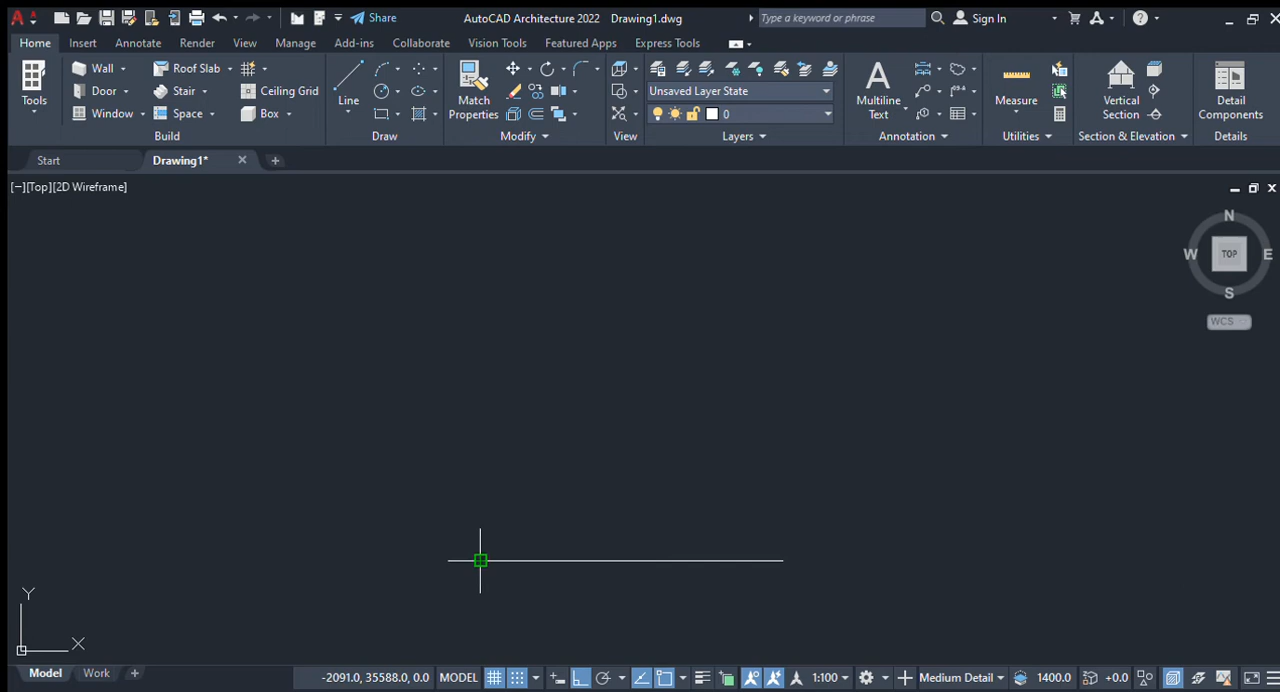 Share AutoCAD Architecture 2022 Drawing1.dwg Type a keyword or phrase Sign In
Home Insert Annotate Render View Manage Add-ins Collaborate Vision Tools Featured Apps Express Tools
Wall Roof Slab
Door Stair Ceiling Grid
Window Space Box
Tools
Build
Line
Draw
Match
Properties
Modify
View
Unsaved Layer State
0
Layers
A
Multiline
Text
Annotation
Measure
Utilities
Vertical
Section
Section & Elevation
Detail
Components
Details
Start Drawing1*
[−][Top][2D Wireframe]
N
W TOP E
S
WCS
Y
X
Model Work -2091.0, 35588.0, 0.0 MODEL 1:100 Medium Detail 1400.0 +0.0